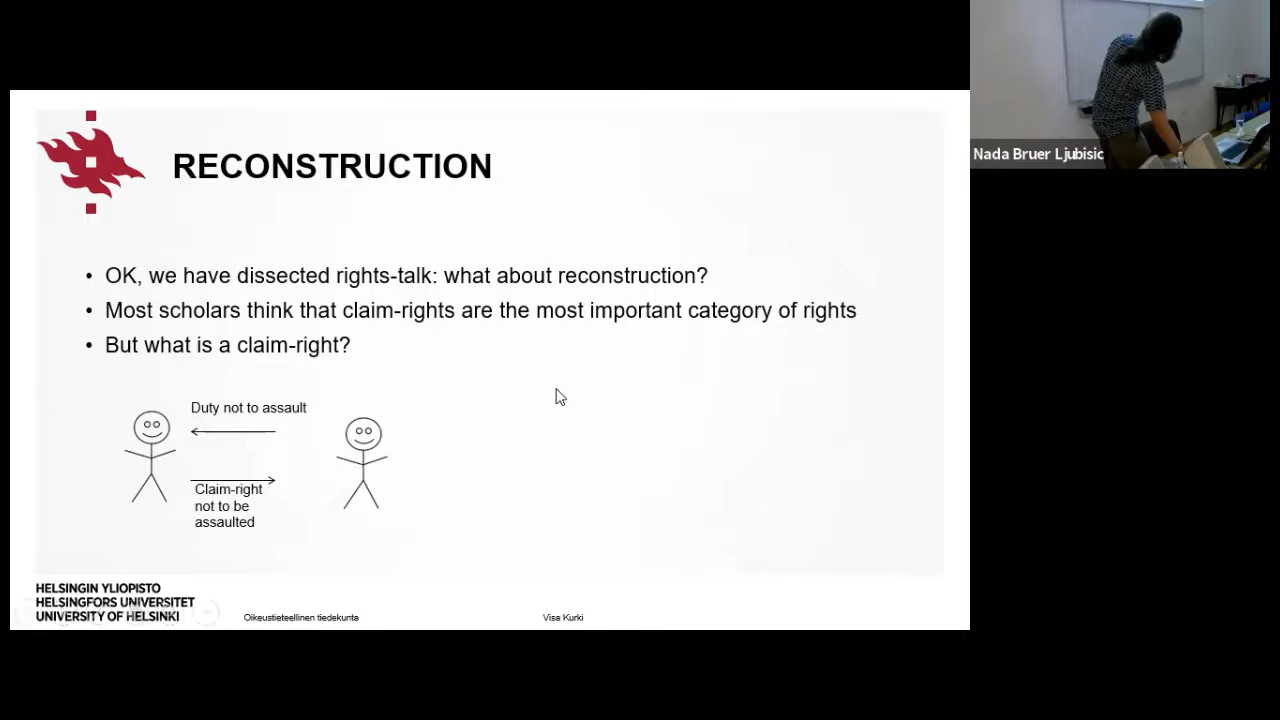 RECONSTRUCTION
• OK, we have dissected rights-talk: what about reconstruction?
• Most scholars think that claim-rights are the most important category of rights
• But what is a claim-right?
Duty not to assault
Claim-right
not to be
assaulted
HELSINGIN YLIOPISTO
HELSINGFORS UNIVERSITET
UNIVERSITY OF HELSINKI
Oikeustieteellinen tiedekunta
Visa Kurki
Nada Bruer Ljubisic